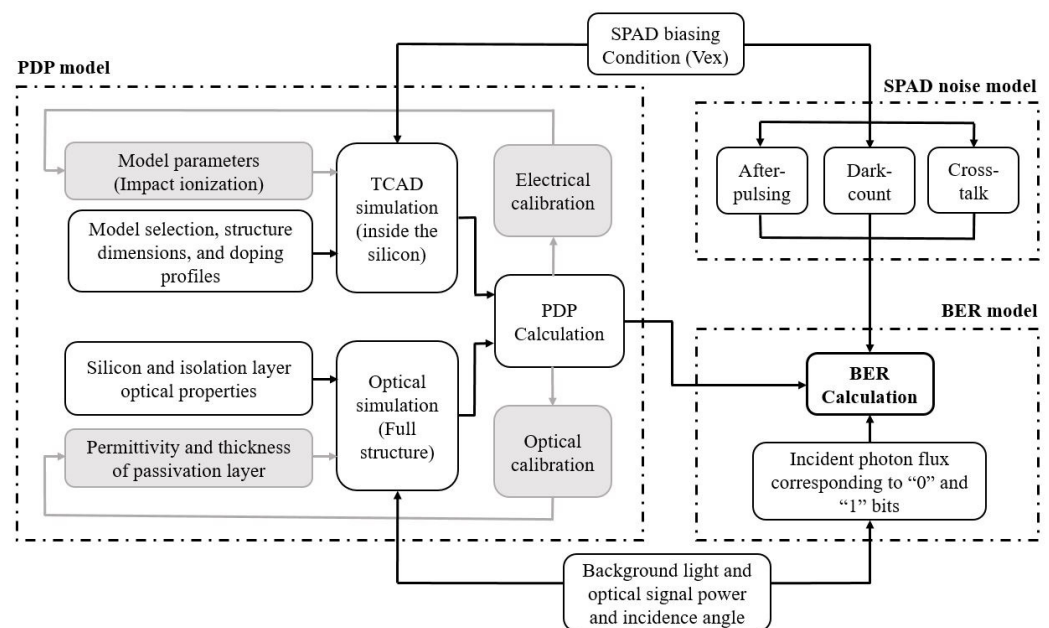 SPAD biasing
Condition (Vex)
PDP model
SPAD noise model
Model parameters
(Impact ionization)
TCAD
simulation
(inside the
silicon)
Electrical
calibration
After-
pulsing
Dark-
count
Cross-
talk
Model selection, structure
dimensions, and doping
profiles
PDP
Calculation
BER model
Silicon and isolation layer
optical properties
Optical
simulation
(Full
structure)
BER
Calculation
Permittivity and thickness
of passivation layer
Optical
calibration
Incident photon flux
corresponding to “0” and
“1” bits
Background light and
optical signal power
and incidence angle